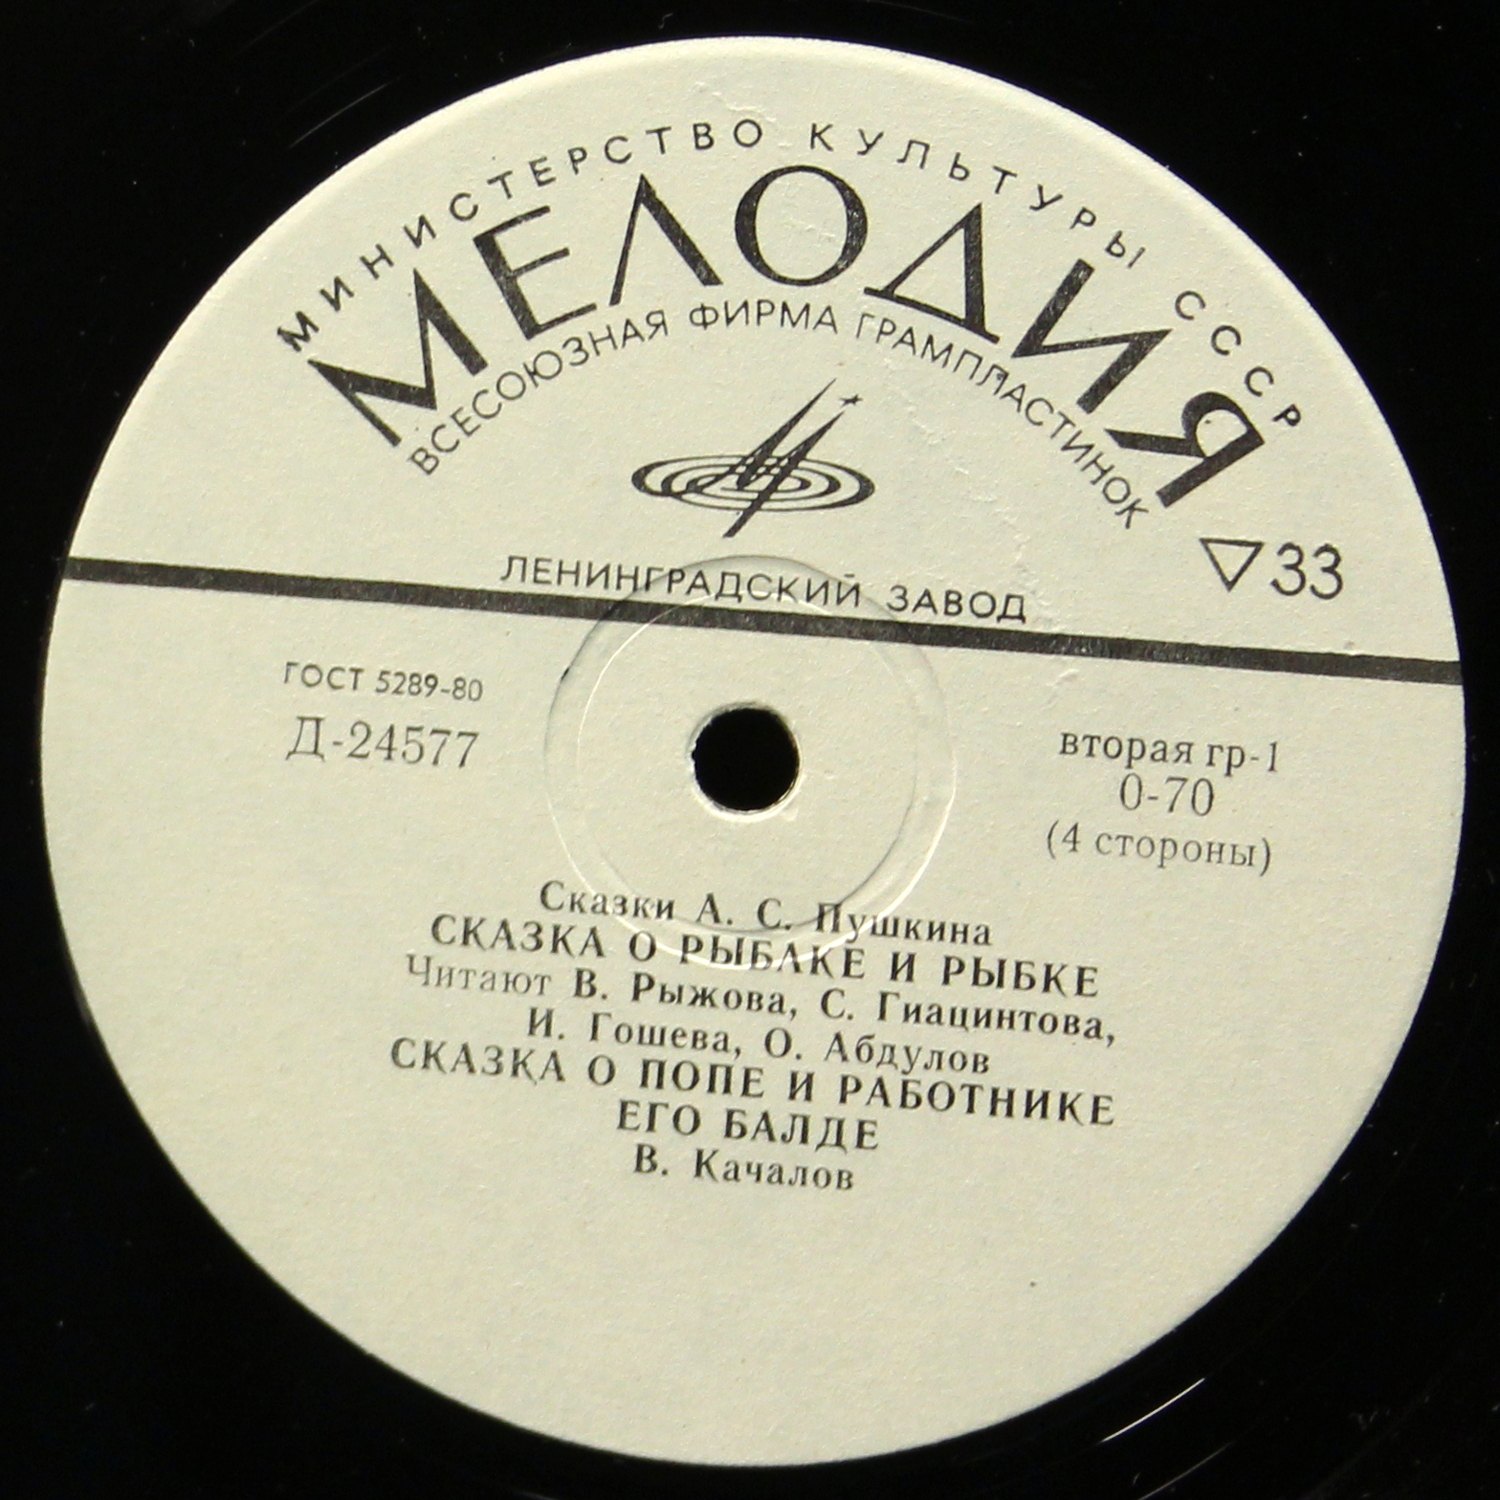 МИНИСТЕРСТВО КУЛЬТУРЫ СССР
МЕЛОДИЯ
ВСЕСОЮЗНАЯ ФИРМА ГРАМПЛАСТИНОК
ЛЕНИНГРАДСКИЙ ЗАВОД
33
ГОСТ 5289-80
Д-24577
вторая гр-1
0-70
(4 стороны)
Сказки А. С. Пушкина
СКАЗКА О РЫБАКЕ И РЫБКЕ
Читают В. Рыжова, С. Гиацинтова,
И. Гошева, О. Абдулов
СКАЗКА О ПОПЕ И РАБОТНИКЕ
ЕГО БАЛДЕ
В. Качалов